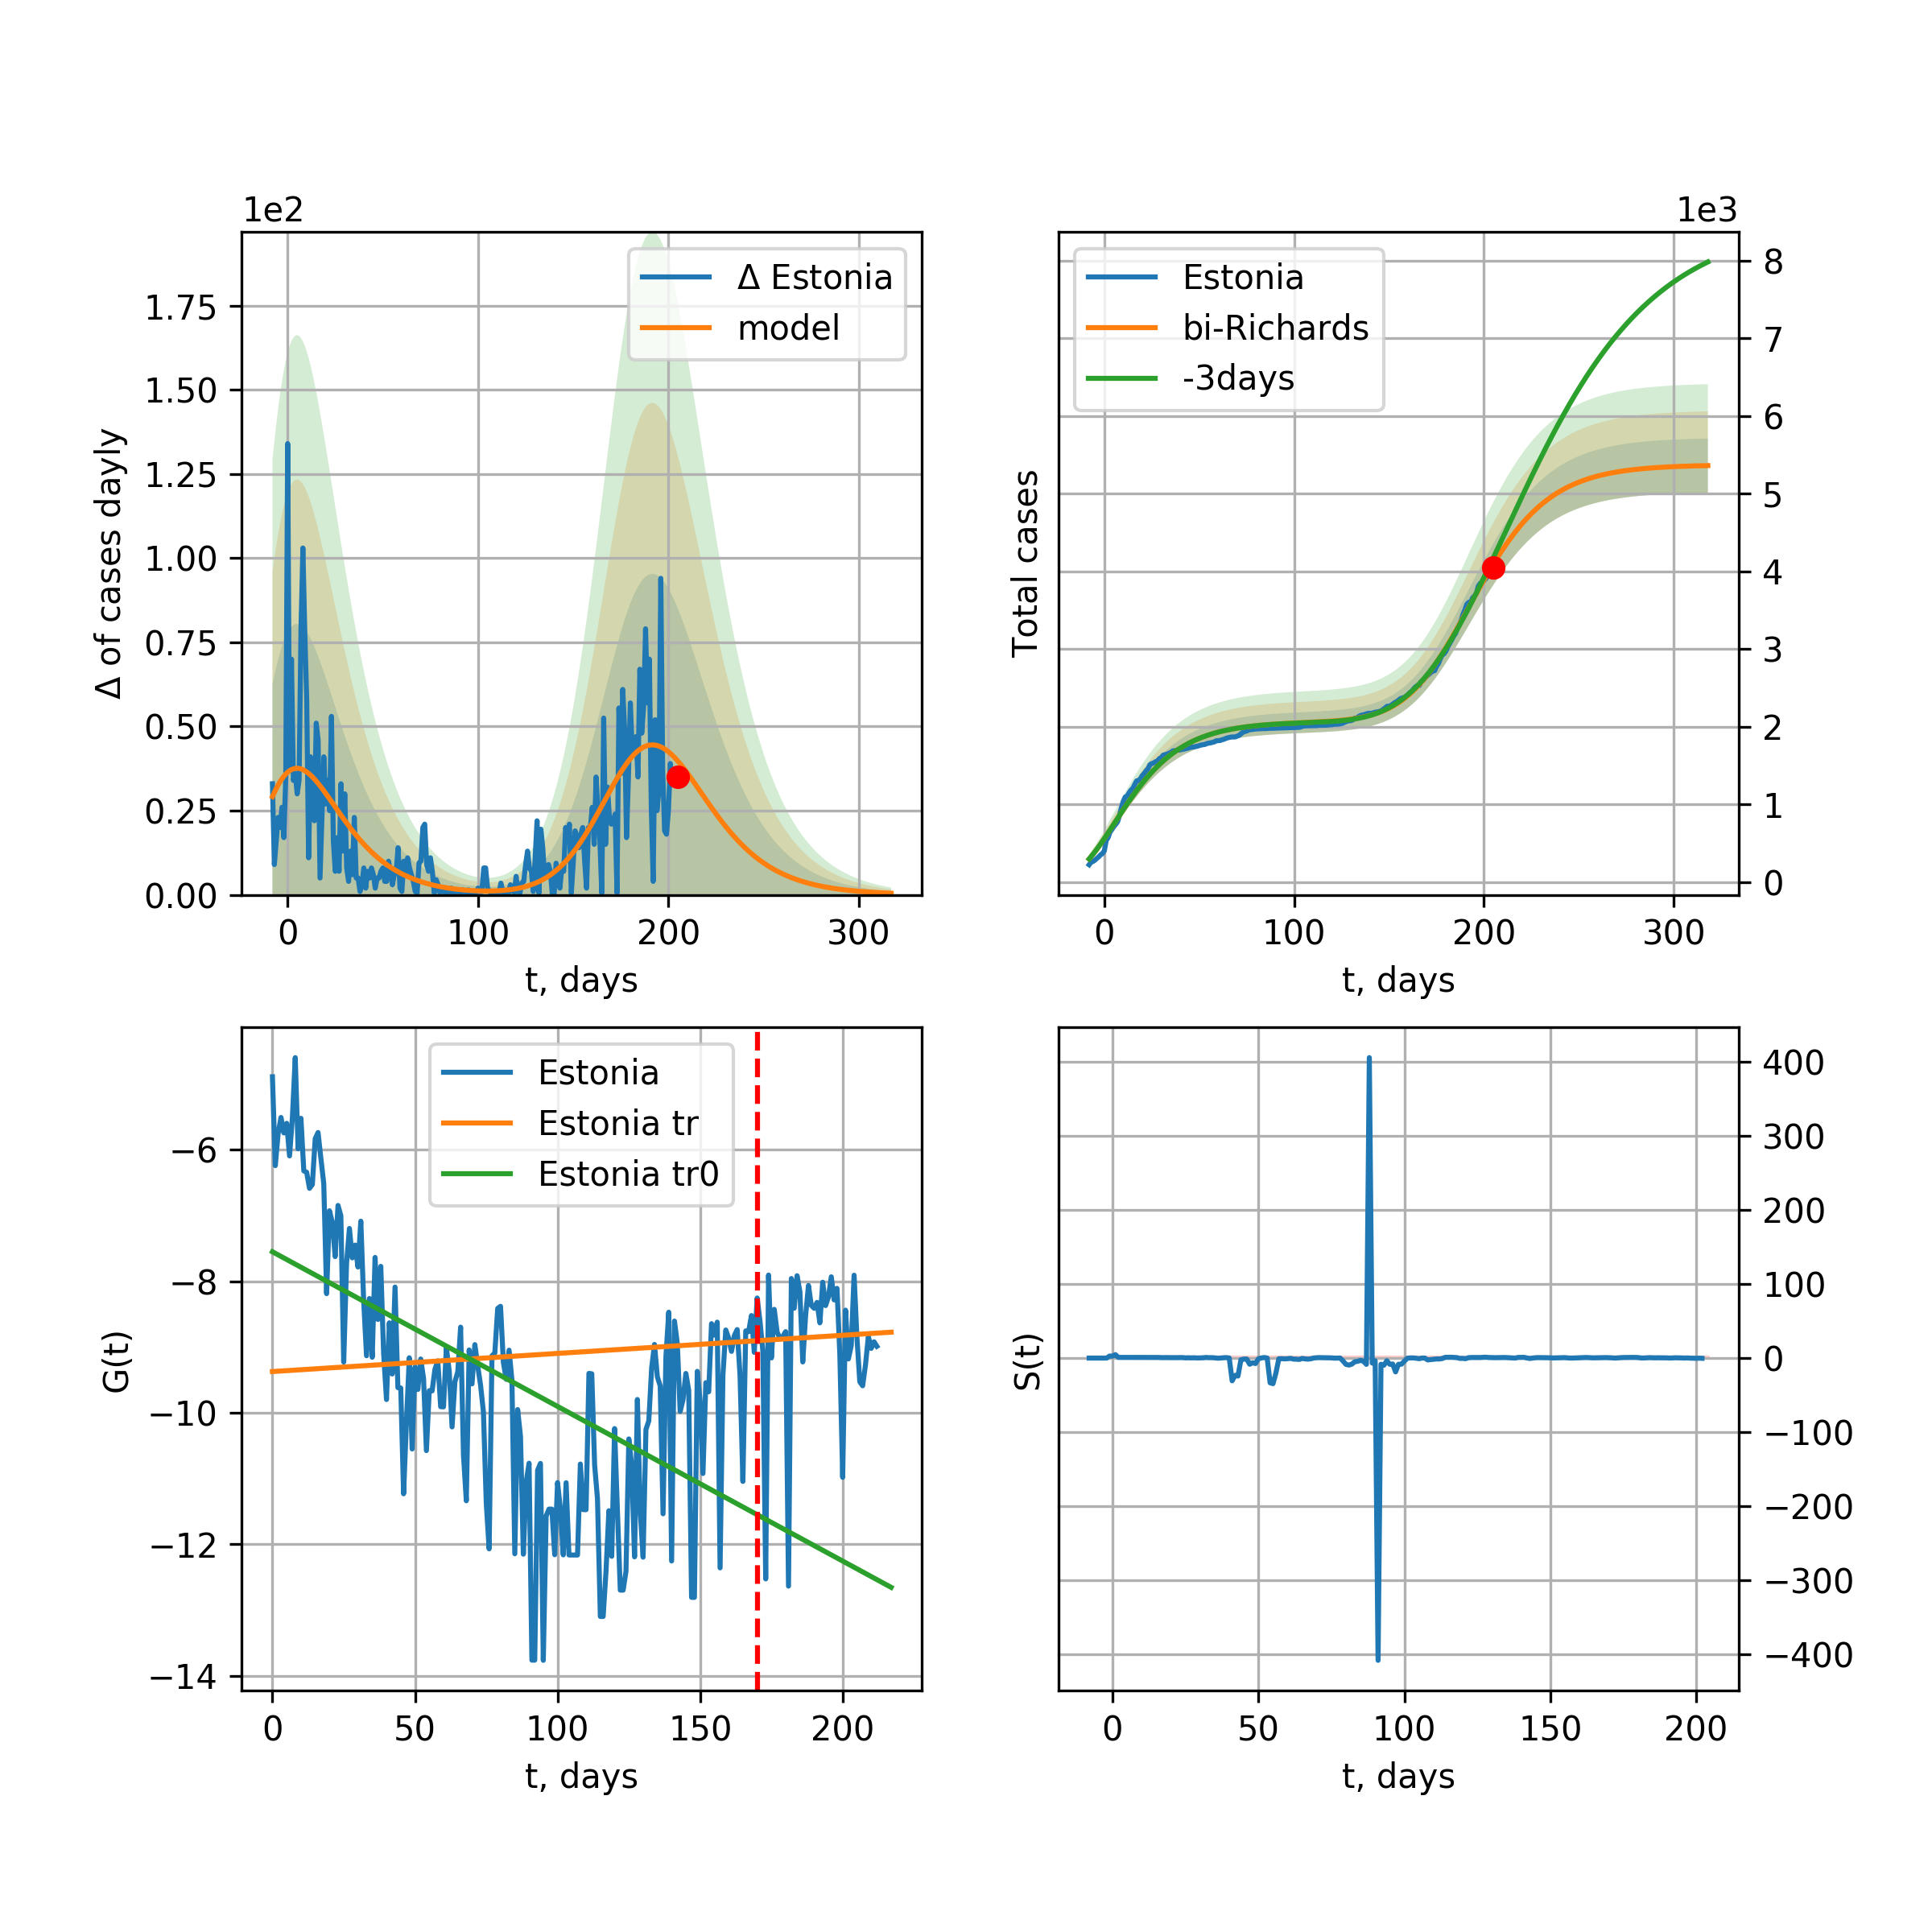 1e2
1e3
Δ Estonia
model
1.75
1.50
1.25
1.00
0.75
0.50
0.25
0.00
Δ of cases dayly
0 100 200 300
t, days
Estonia
bi-Richards
-3days
8
7
6
5
4
3
2
1
0
Total cases
0 100 200 300
t, days
Estonia
Estonia tr
Estonia tr0
−6
−8
−10
−12
−14
G(t)
0 50 100 150 200
t, days
400
300
200
100
0
−100
−200
−300
−400
S(t)
0 50 100 150 200
t, days